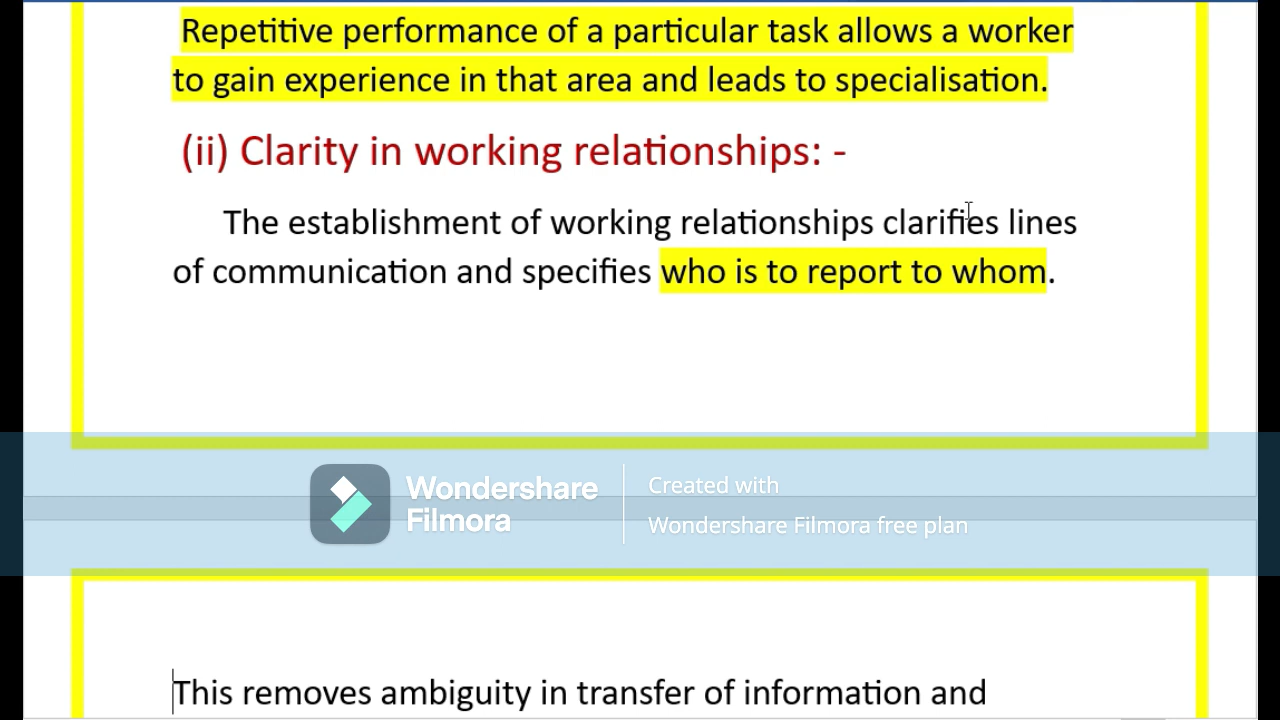 Repetitive performance of a particular task allows a worker
to gain experience in that area and leads to specialisation.
(ii) Clarity in working relationships: -
The establishment of working relationships clarifies lines
of communication and specifies who is to report to whom.
Wondershare
Filmora
Created with
Wondershare Filmora free plan
This removes ambiguity in transfer of information and